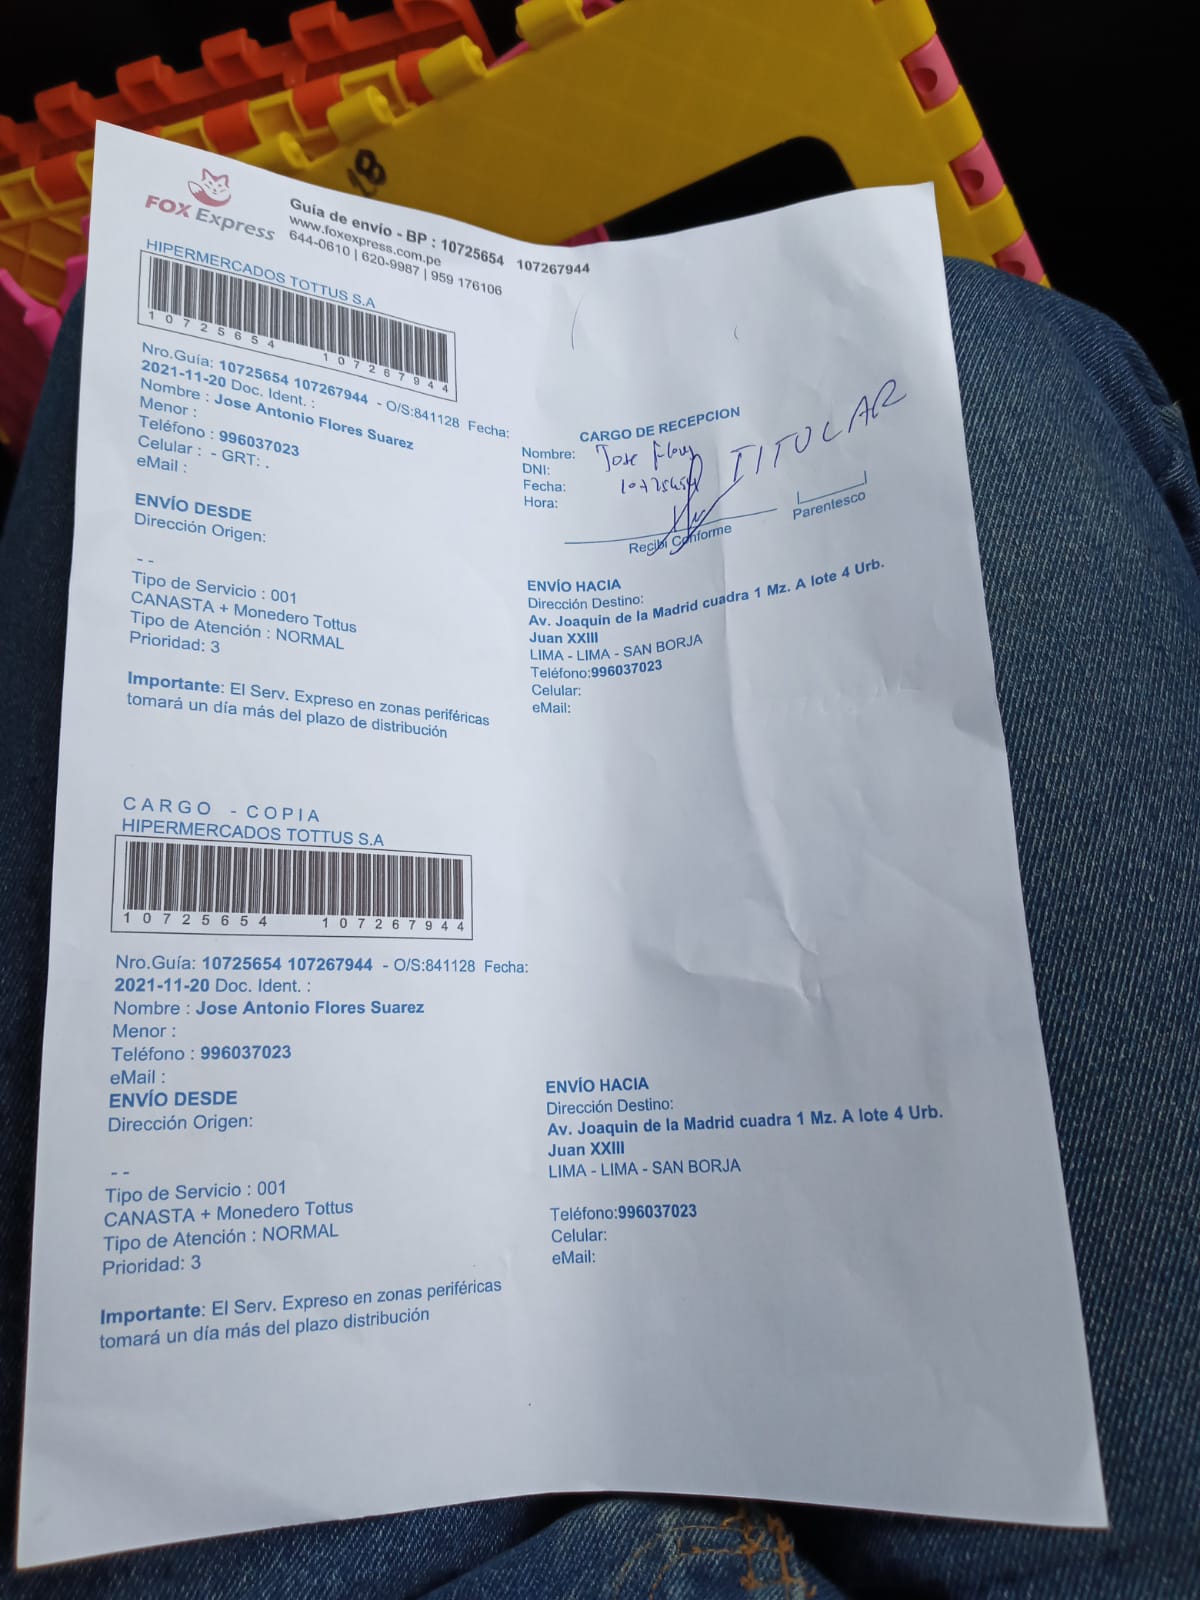 FOX Express
Guía de envío - BP : 10725654 107267944
www.foxexpress.com.pe
644-0610 | 620-9987 | 959 176106
HIPERMERCADOS TOTTUS S.A
10725654 107267944
Nro.Guía: 10725654 107267944 - O/S:841128 Fecha:
2021-11-20 Doc. Ident. :
Nombre : Jose Antonio Flores Suarez
Menor :
Teléfono : 996037023
Celular : - GRT: .
eMail :
CARGO DE RECEPCION
Nombre: Jose Flores
DNI: 10725654
Fecha:
Hora:
TITULAR
Recibi Conforme
Parentesco
ENVÍO DESDE
Dirección Origen:
- -
Tipo de Servicio : 001
CANASTA + Monedero Tottus
Tipo de Atención : NORMAL
Prioridad: 3
ENVÍO HACIA
Dirección Destino:
Av. Joaquin de la Madrid cuadra 1 Mz. A lote 4 Urb.
Juan XXIII
LIMA - LIMA - SAN BORJA
Teléfono:996037023
Celular:
eMail:
Importante: El Serv. Expreso en zonas periféricas
tomará un día más del plazo de distribución
CARGO - COPIA
HIPERMERCADOS TOTTUS S.A
10725654 107267944
Nro.Guía: 10725654 107267944 - O/S:841128 Fecha:
2021-11-20 Doc. Ident. :
Nombre : Jose Antonio Flores Suarez
Menor :
Teléfono : 996037023
eMail :
ENVÍO DESDE
Dirección Origen:
- -
Tipo de Servicio : 001
CANASTA + Monedero Tottus
Tipo de Atención : NORMAL
Prioridad: 3
ENVÍO HACIA
Dirección Destino:
Av. Joaquin de la Madrid cuadra 1 Mz. A lote 4 Urb.
Juan XXIII
LIMA - LIMA - SAN BORJA
Teléfono:996037023
Celular:
eMail:
Importante: El Serv. Expreso en zonas periféricas
tomará un día más del plazo distribución